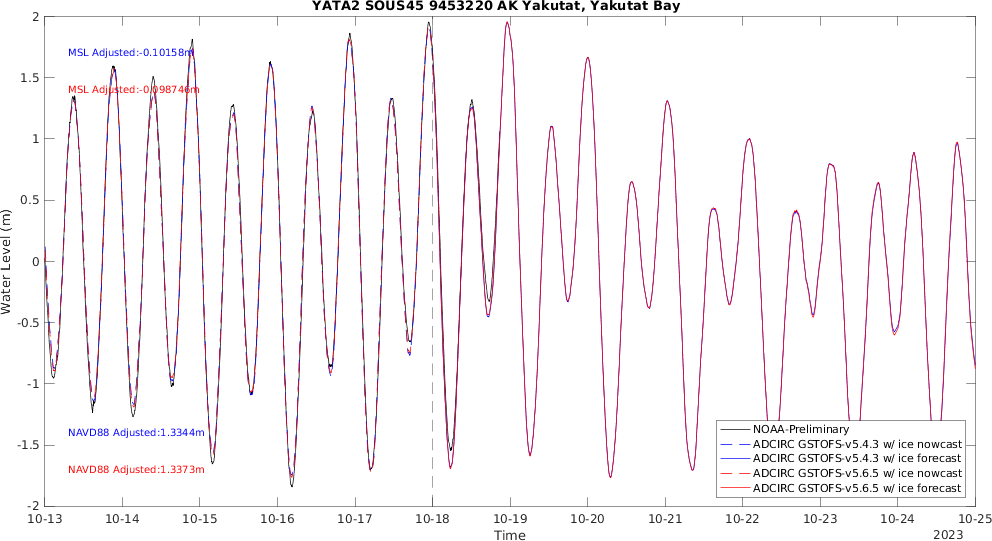 YATA2 SOUS45 9453220 AK Yakutat, Yakutat Bay
MSL Adjusted:-0.10158m
MSL Adjusted:-0.098746m
NAVD88 Adjusted:1.3344m
NAVD88 Adjusted:1.3373m
Water Level (m)
2
1.5
1
0.5
0
-0.5
-1
-1.5
-2
NOAA-Preliminary
ADCIRC GSTOFS-v5.4.3 w/ ice nowcast
ADCIRC GSTOFS-v5.4.3 w/ ice forecast
ADCIRC GSTOFS-v5.6.5 w/ ice nowcast
ADCIRC GSTOFS-v5.6.5 w/ ice forecast
10-13 10-14 10-15 10-16 10-17 10-18 10-19 10-20 10-21 10-22 10-23 10-24 10-25
Time
2023